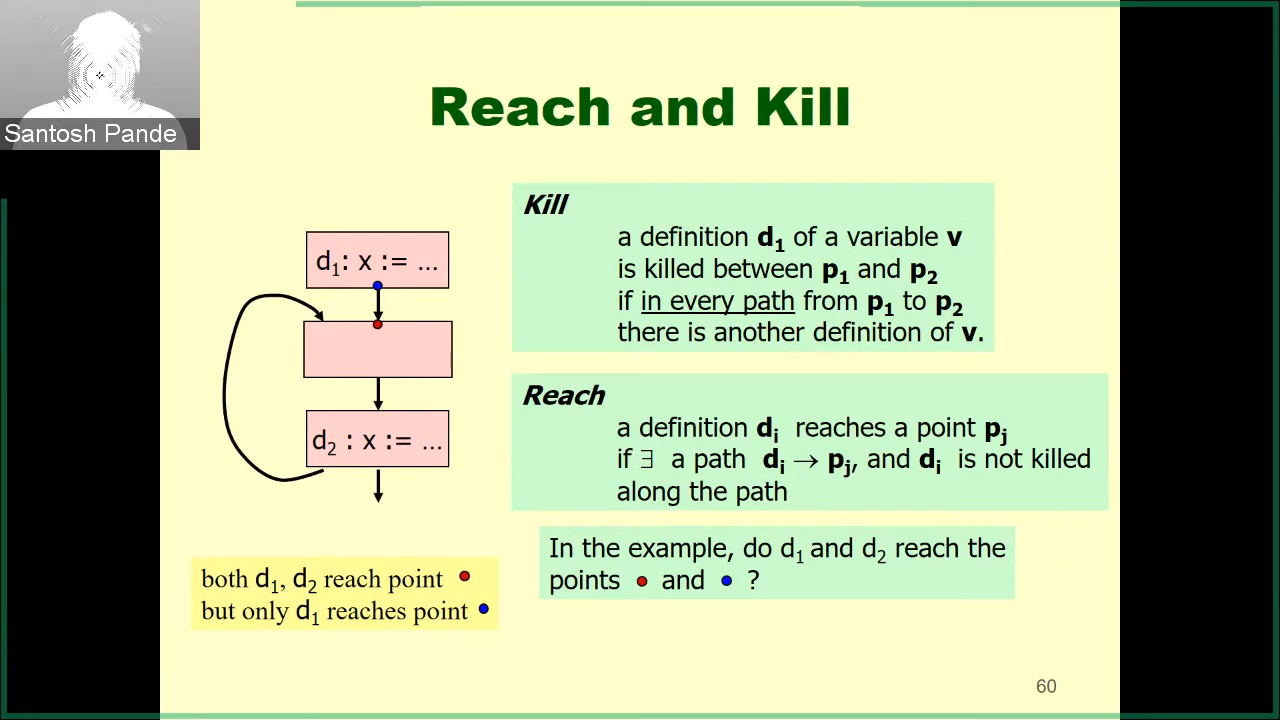 Santosh Pande
Reach and Kill
d1: x := ...
d2 : x := ...
both d1, d2 reach point
but only d1 reaches point
Kill
a definition d1 of a variable v
is killed between p1 and p2
if in every path from p1 to p2
there is another definition of v.
Reach
a definition di reaches a point pj
if ∃ a path di → pj, and di is not killed
along the path
In the example, do d1 and d2 reach the
points and ?
60